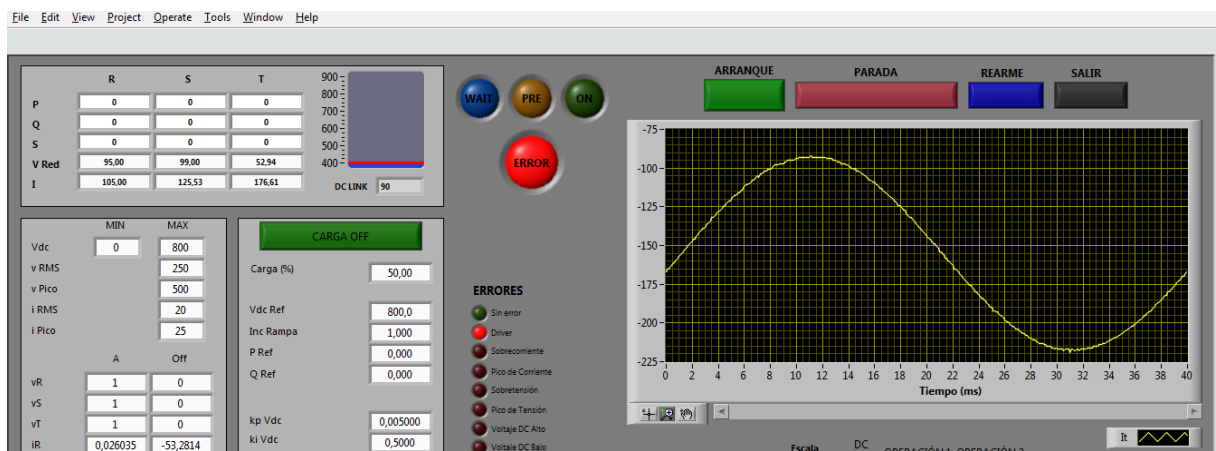 File Edit View Project Operate Tools Window Help
R S T
P 0 0 0
Q 0 0 0
S 0 0 0
V Red 95,00 99,00 52,94
I 105,00 125,53 176,61
900
800
700
600
500
400
DC LINK 90
WAIT PRE ON
ERROR
ARRANQUE PARADA REARME SALIR
MIN MAX
Vdc 0 800
v RMS 250
v Pico 500
i RMS 20
i Pico 25
A Off
vR 1 0
vS 1 0
vT 1 0
iR 0,026035 -53,2814
CARGA OFF
Carga (%) 50,00
Vdc Ref 800,0
Inc Rampa 1,000
P Ref 0,000
Q Ref 0,000
kp Vdc 0,005000
ki Vdc 0,5000
ERRORES
Sin error
Driver
Sobrecorriente
Pico de Corriente
Sobretensión
Pico de Tensión
Voltaje DC Alto
Voltaje DC Bajo
-75
-100
-125
-150
-175
-200
-225
0 2 4 6 8 10 12 14 16 18 20 22 24 26 28 30 32 34 36 38 40
Tiempo (ms)
It
Escala DC OPERACIÓN 1 OPERACIÓN 2